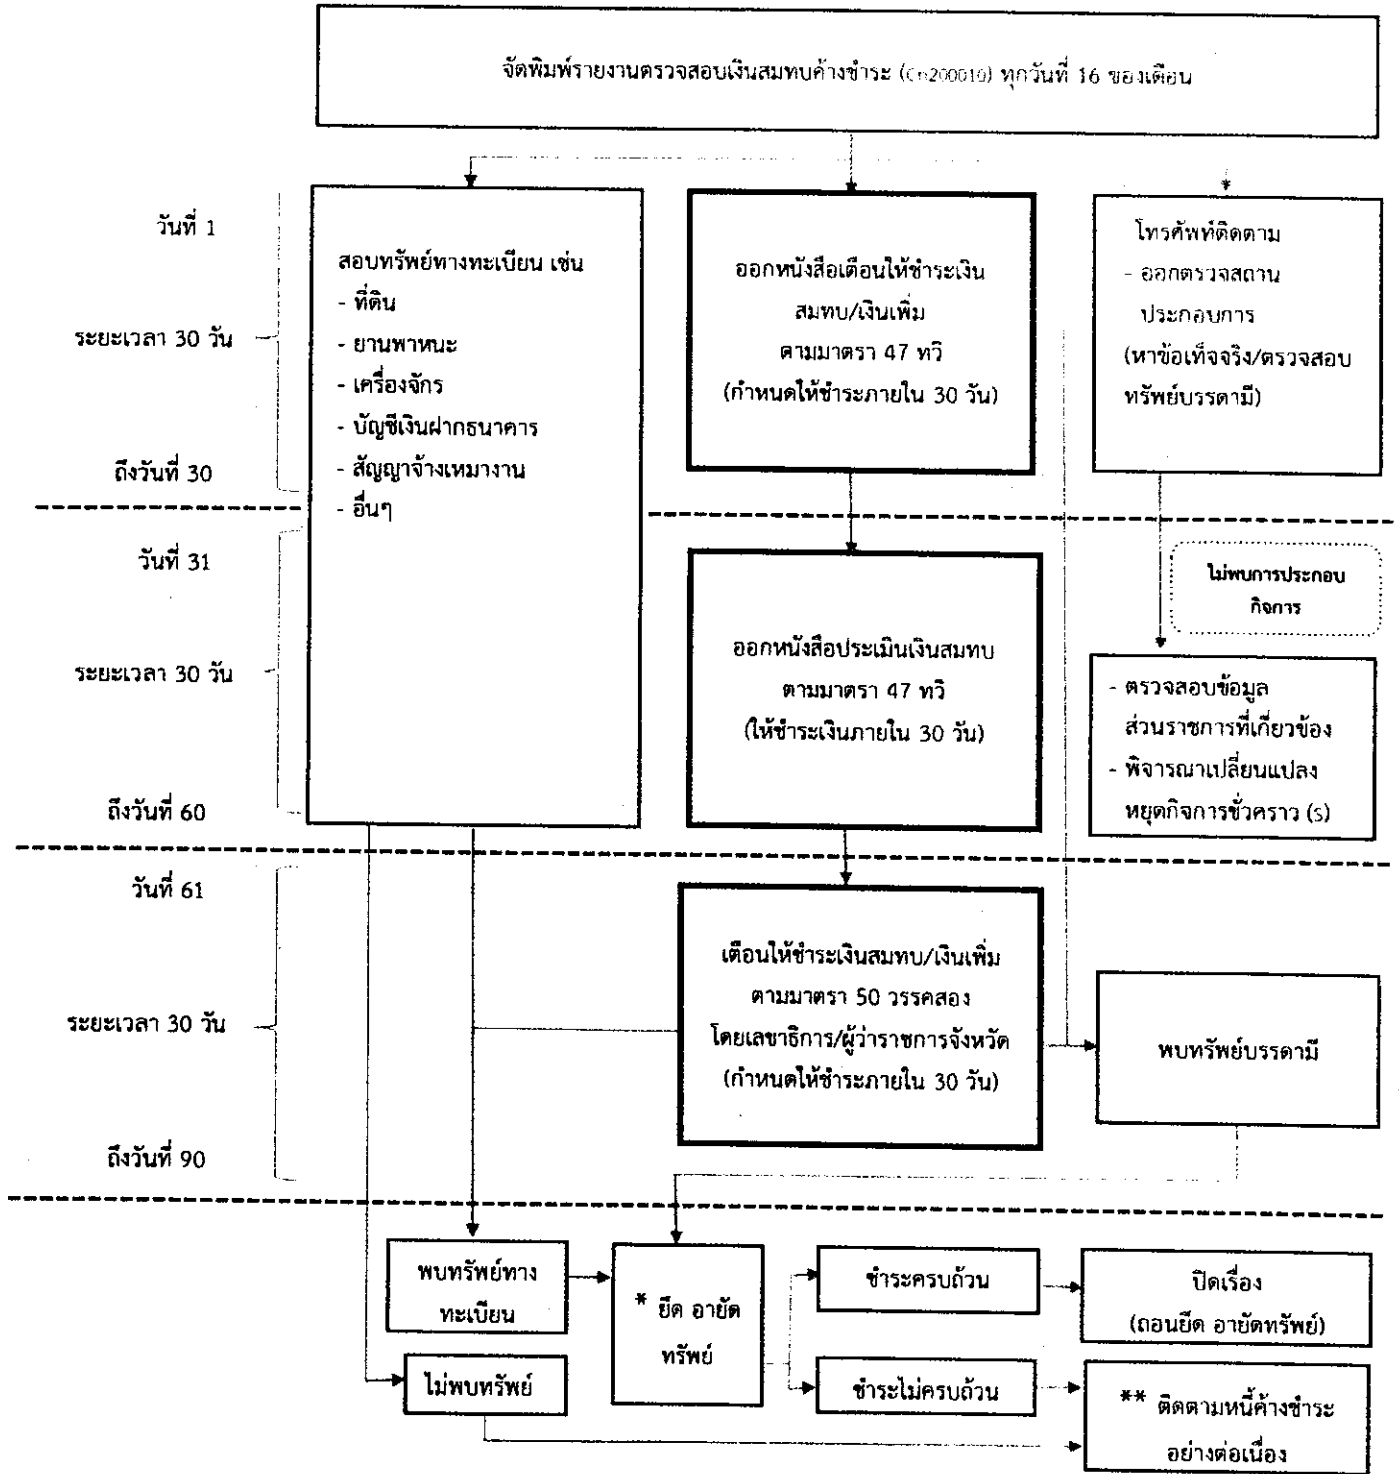 จัดพิมพ์รายงานตรวจสอบเงินสมทบค้างชำระ (Cn200010) ทุกวันที่ 16 ของเดือน
วันที่ 1
ระยะเวลา 30 วัน
ถึงวันที่ 30
สอบทรัพย์ทางทะเบียน เช่น
- ที่ดิน
- ยานพาหนะ
- เครื่องจักร
- บัญชีเงินฝากธนาคาร
- สัญญาจ้างเหมางาน
- อื่นๆ
ออกหนังสือเตือนให้ชำระเงิน
สมทบ/เงินเพิ่ม
ตามมาตรา 47 ทวิ
(กำหนดให้ชำระภายใน 30 วัน)
โทรศัพท์ติดตาม
- ออกตรวจสถาน
ประกอบการ
(หาข้อเท็จจริง/ตรวจสอบ
ทรัพย์บรรดามี)
วันที่ 31
ระยะเวลา 30 วัน
ถึงวันที่ 60
ออกหนังสือประเมินเงินสมทบ
ตามมาตรา 47 ทวิ
(ให้ชำระเงินภายใน 30 วัน)
ไม่พบการประกอบ
กิจการ
- ตรวจสอบข้อมูล
ส่วนราชการที่เกี่ยวข้อง
- พิจารณาเปลี่ยนแปลง
หยุดกิจการชั่วคราว (S)
วันที่ 61
ระยะเวลา 30 วัน
ถึงวันที่ 90
เตือนให้ชำระเงินสมทบ/เงินเพิ่ม
ตามมาตรา 50 วรรคสอง
โดยเลขาธิการ/ผู้ว่าราชการจังหวัด
(กำหนดให้ชำระภายใน 30 วัน)
พบทรัพย์บรรดามี
พบทรัพย์ทาง
ทะเบียน
ไม่พบทรัพย์
* ยึด อายัด
ทรัพย์
ชำระครบถ้วน
ชำระไม่ครบถ้วน
ปิดเรื่อง
(ถอนยึด อายัดทรัพย์)
** ติดตามหนี้ค้างชำระ
อย่างต่อเนื่อง